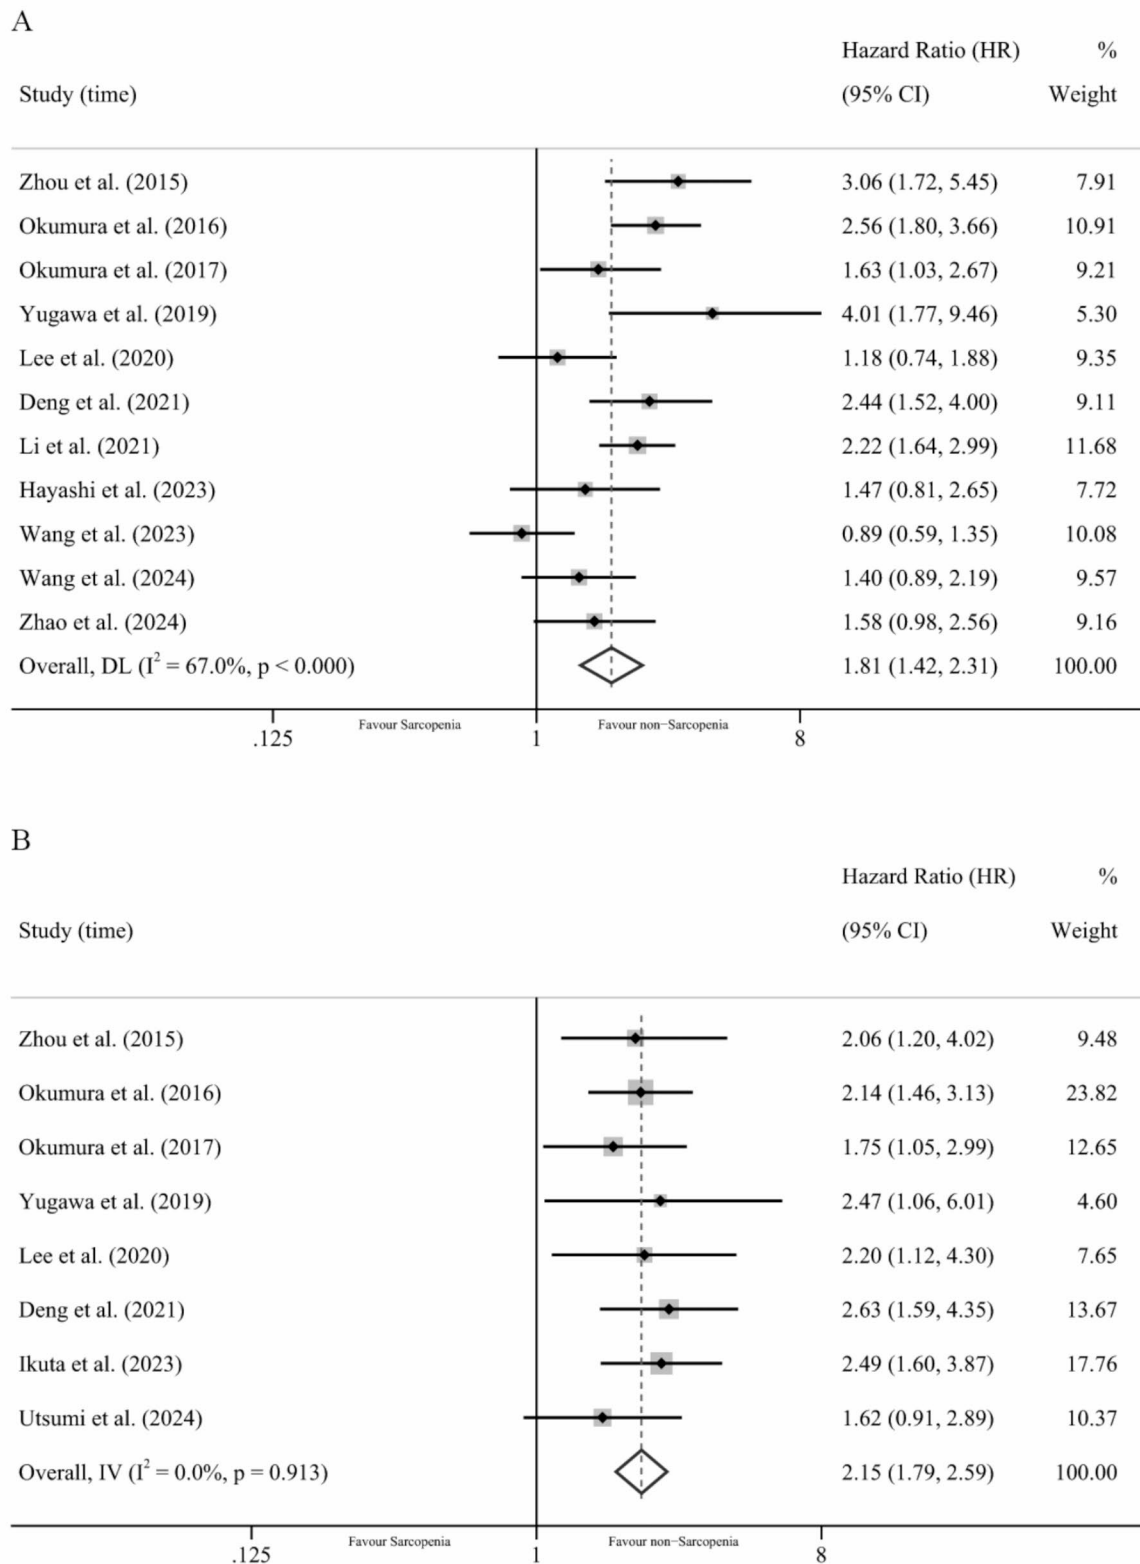 A
Hazard Ratio (HR) %
Study (time) (95% CI) Weight
Zhou et al. (2015) 3.06 (1.72, 5.45) 7.91
Okumura et al. (2016) 2.56 (1.80, 3.66) 10.91
Okumura et al. (2017) 1.63 (1.03, 2.67) 9.21
Yugawa et al. (2019) 4.01 (1.77, 9.46) 5.30
Lee et al. (2020) 1.18 (0.74, 1.88) 9.35
Deng et al. (2021) 2.44 (1.52, 4.00) 9.11
Li et al. (2021) 2.22 (1.64, 2.99) 11.68
Hayashi et al. (2023) 1.47 (0.81, 2.65) 7.72
Wang et al. (2023) 0.89 (0.59, 1.35) 10.08
Wang et al. (2024) 1.40 (0.89, 2.19) 9.57
Zhao et al. (2024) 1.58 (0.98, 2.56) 9.16
Overall, DL (I² = 67.0%, p < 0.000) 1.81 (1.42, 2.31) 100.00
Favour Sarcopenia Favour non−Sarcopenia
.125 1 8
B
Hazard Ratio (HR) %
Study (time) (95% CI) Weight
Zhou et al. (2015) 2.06 (1.20, 4.02) 9.48
Okumura et al. (2016) 2.14 (1.46, 3.13) 23.82
Okumura et al. (2017) 1.75 (1.05, 2.99) 12.65
Yugawa et al. (2019) 2.47 (1.06, 6.01) 4.60
Lee et al. (2020) 2.20 (1.12, 4.30) 7.65
Deng et al. (2021) 2.63 (1.59, 4.35) 13.67
Ikuta et al. (2023) 2.49 (1.60, 3.87) 17.76
Utsumi et al. (2024) 1.62 (0.91, 2.89) 10.37
Overall, IV (I² = 0.0%, p = 0.913) 2.15 (1.79, 2.59) 100.00
Favour Sarcopenia Favour non−Sarcopenia
.125 1 8